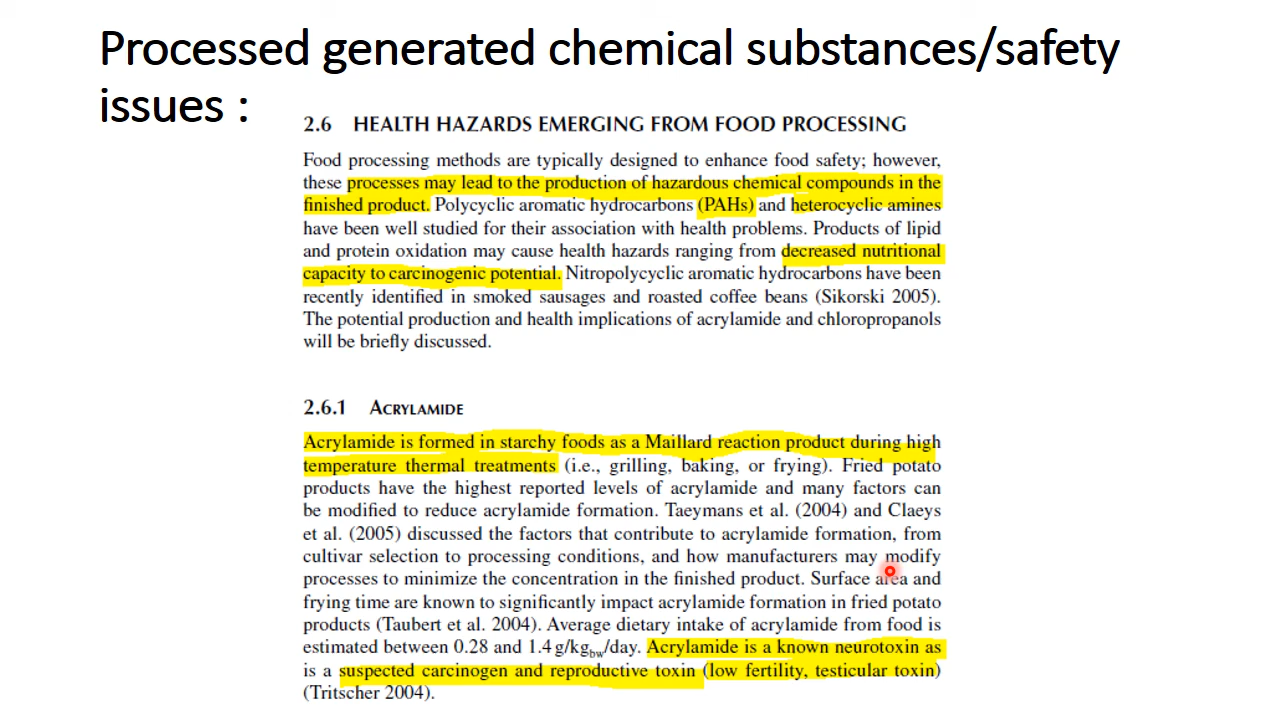 Processed generated chemical substances/safety
issues :
2.6 HEALTH HAZARDS EMERGING FROM FOOD PROCESSING
Food processing methods are typically designed to enhance food safety; however,
these processes may lead to the production of hazardous chemical compounds in the
finished product. Polycyclic aromatic hydrocarbons (PAHs) and heterocyclic amines
have been well studied for their association with health problems. Products of lipid
and protein oxidation may cause health hazards ranging from decreased nutritional
capacity to carcinogenic potential. Nitropolycyclic aromatic hydrocarbons have been
recently identified in smoked sausages and roasted coffee beans (Sikorski 2005).
The potential production and health implications of acrylamide and chloropropanols
will be briefly discussed.
2.6.1 ACRYLAMIDE
Acrylamide is formed in starchy foods as a Maillard reaction product during high
temperature thermal treatments (i.e., grilling, baking, or frying). Fried potato
products have the highest reported levels of acrylamide and many factors can
be modified to reduce acrylamide formation. Taeymans et al. (2004) and Claeys
et al. (2005) discussed the factors that contribute to acrylamide formation, from
cultivar selection to processing conditions, and how manufacturers may modify
processes to minimize the concentration in the finished product. Surface area and
frying time are known to significantly impact acrylamide formation in fried potato
products (Taubert et al. 2004). Average dietary intake of acrylamide from food is
estimated between 0.28 and 1.4 g/kgbw/day. Acrylamide is a known neurotoxin as
is a suspected carcinogen and reproductive toxin (low fertility, testicular toxin)
(Tritscher 2004).